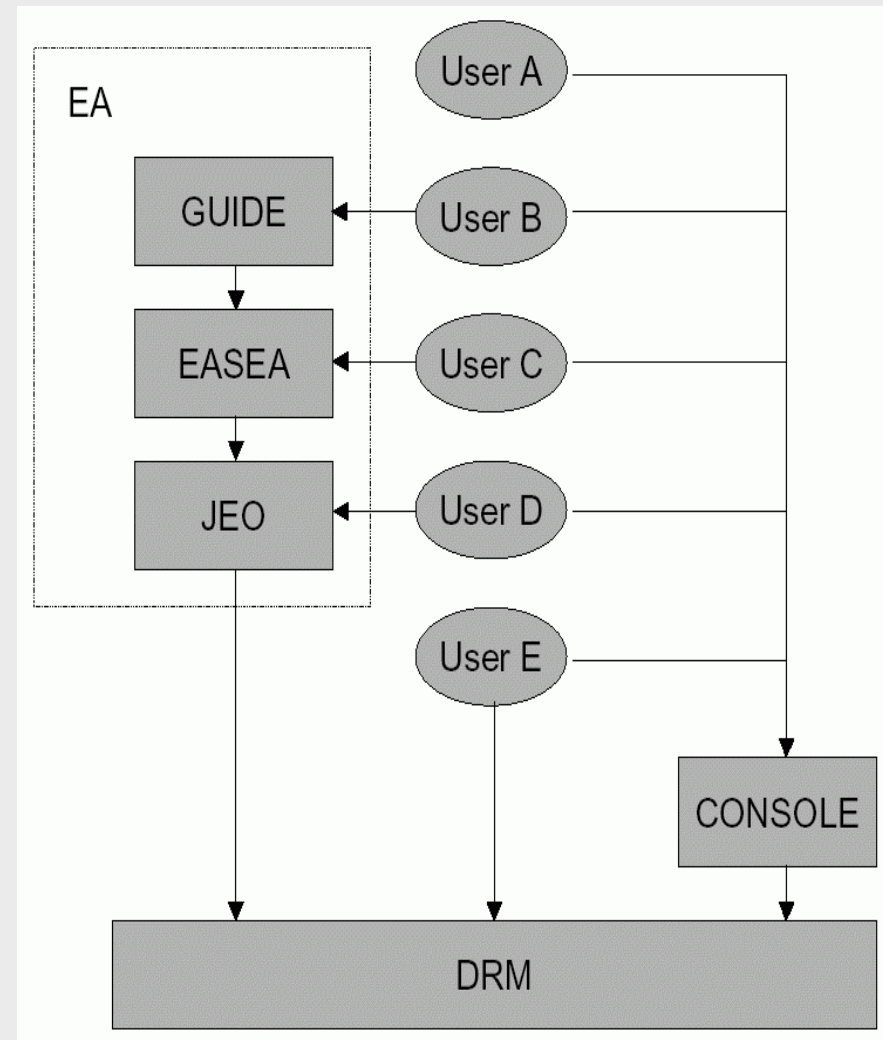 User A
EA
GUIDE
User B
EASEA
User C
JEO
User D
User E
CONSOLE
DRM